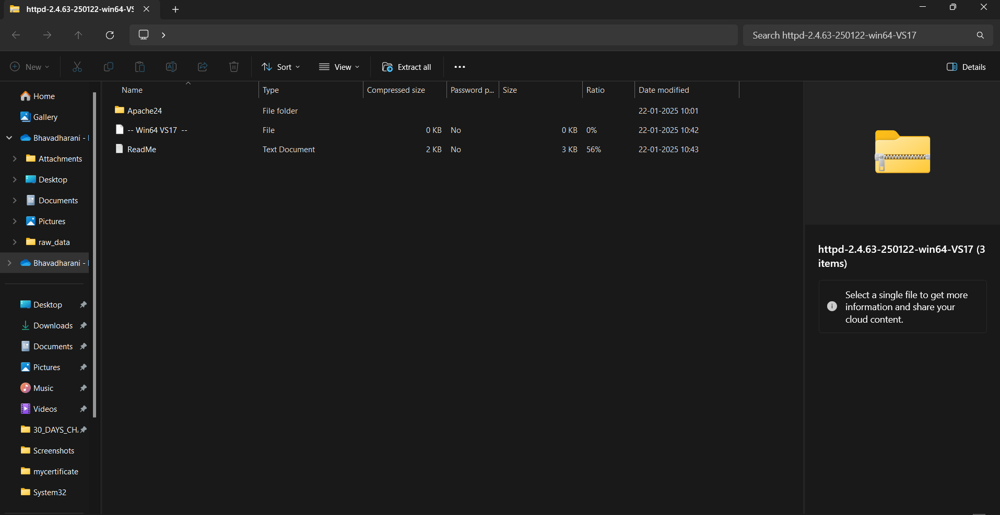 httpd-2.4.63-250122-win64-VS
Search httpd-2.4.63-250122-win64-VS17
New
Sort
View
Extract all
Details
Name Type Compressed size Password p... Size Ratio Date modified
Apache24 File folder 22-01-2025 10:01
-- Win64 VS17 -- File 0 KB No 0 KB 0% 22-01-2025 10:42
ReadMe Text Document 2 KB No 3 KB 56% 22-01-2025 10:43
Home
Gallery
Bhavadharani -
Attachments
Desktop
Documents
Pictures
raw_data
Bhavadharani -
Desktop
Downloads
Documents
Pictures
Music
Videos
30_DAYS_CH
Screenshots
mycertificate
System32
httpd-2.4.63-250122-win64-VS17 (3
items)
Select a single file to get more
information and share your
cloud content.